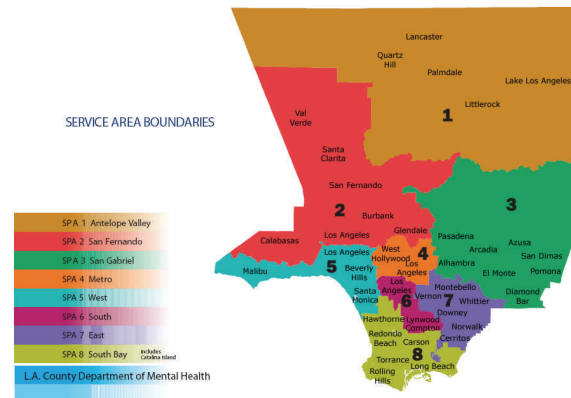 Lancaster
Quartz
Hill
Palmdale
Lake Los Angeles
Littlerock
1
SERVICE AREA BOUNDARIES
Val
Verde
Santa
Clarita
San Fernando
2
Burbank
Glendale
Los Angeles
Calabasas
3
Pasadena
Azusa
Arcadia
San Dimas
Alhambra
Pomona
El Monte
Diamond
Bar
West
Hollywood
4
Los
Angeles
Los Angeles
5
Beverly
Hills
Malibu
Santa
Monica
Los
Angeles
6
Lynwood
Compton
Montebello
Vernon
7
Whittier
Downey
Norwalk
Cerritos
Hawthorne
Redondo
Beach
Carson
8
Torrance
Long Beach
Rolling
Hills
SPA 1 Antelope Valley
SPA 2 San Fernando
SPA 3 San Gabriel
SPA 4 Metro
SPA 5 West
SPA 6 South
SPA 7 East
SPA 8 South Bay includes
Catalina Island
L.A. County Department of Mental Health